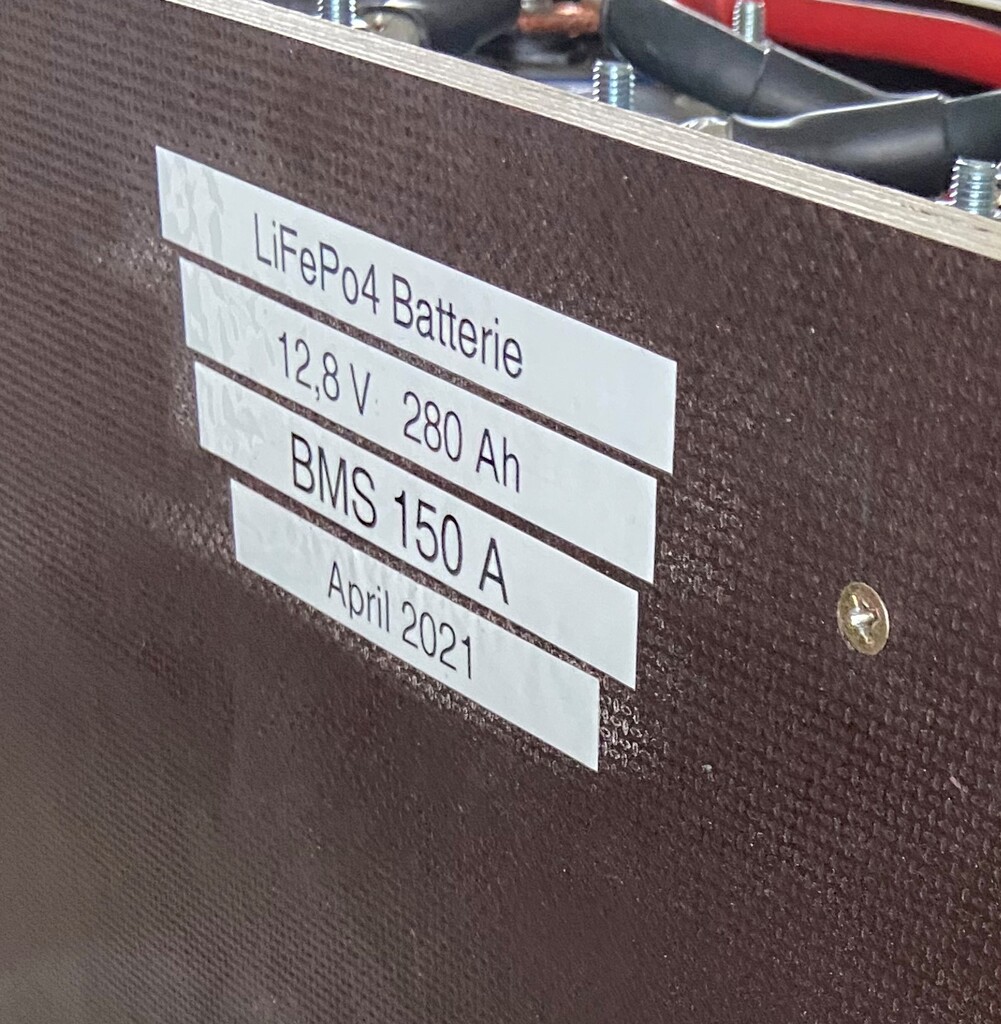 LiFePo4 Batterie
12,8 V 280 Ah
BMS 150 A
April 2021